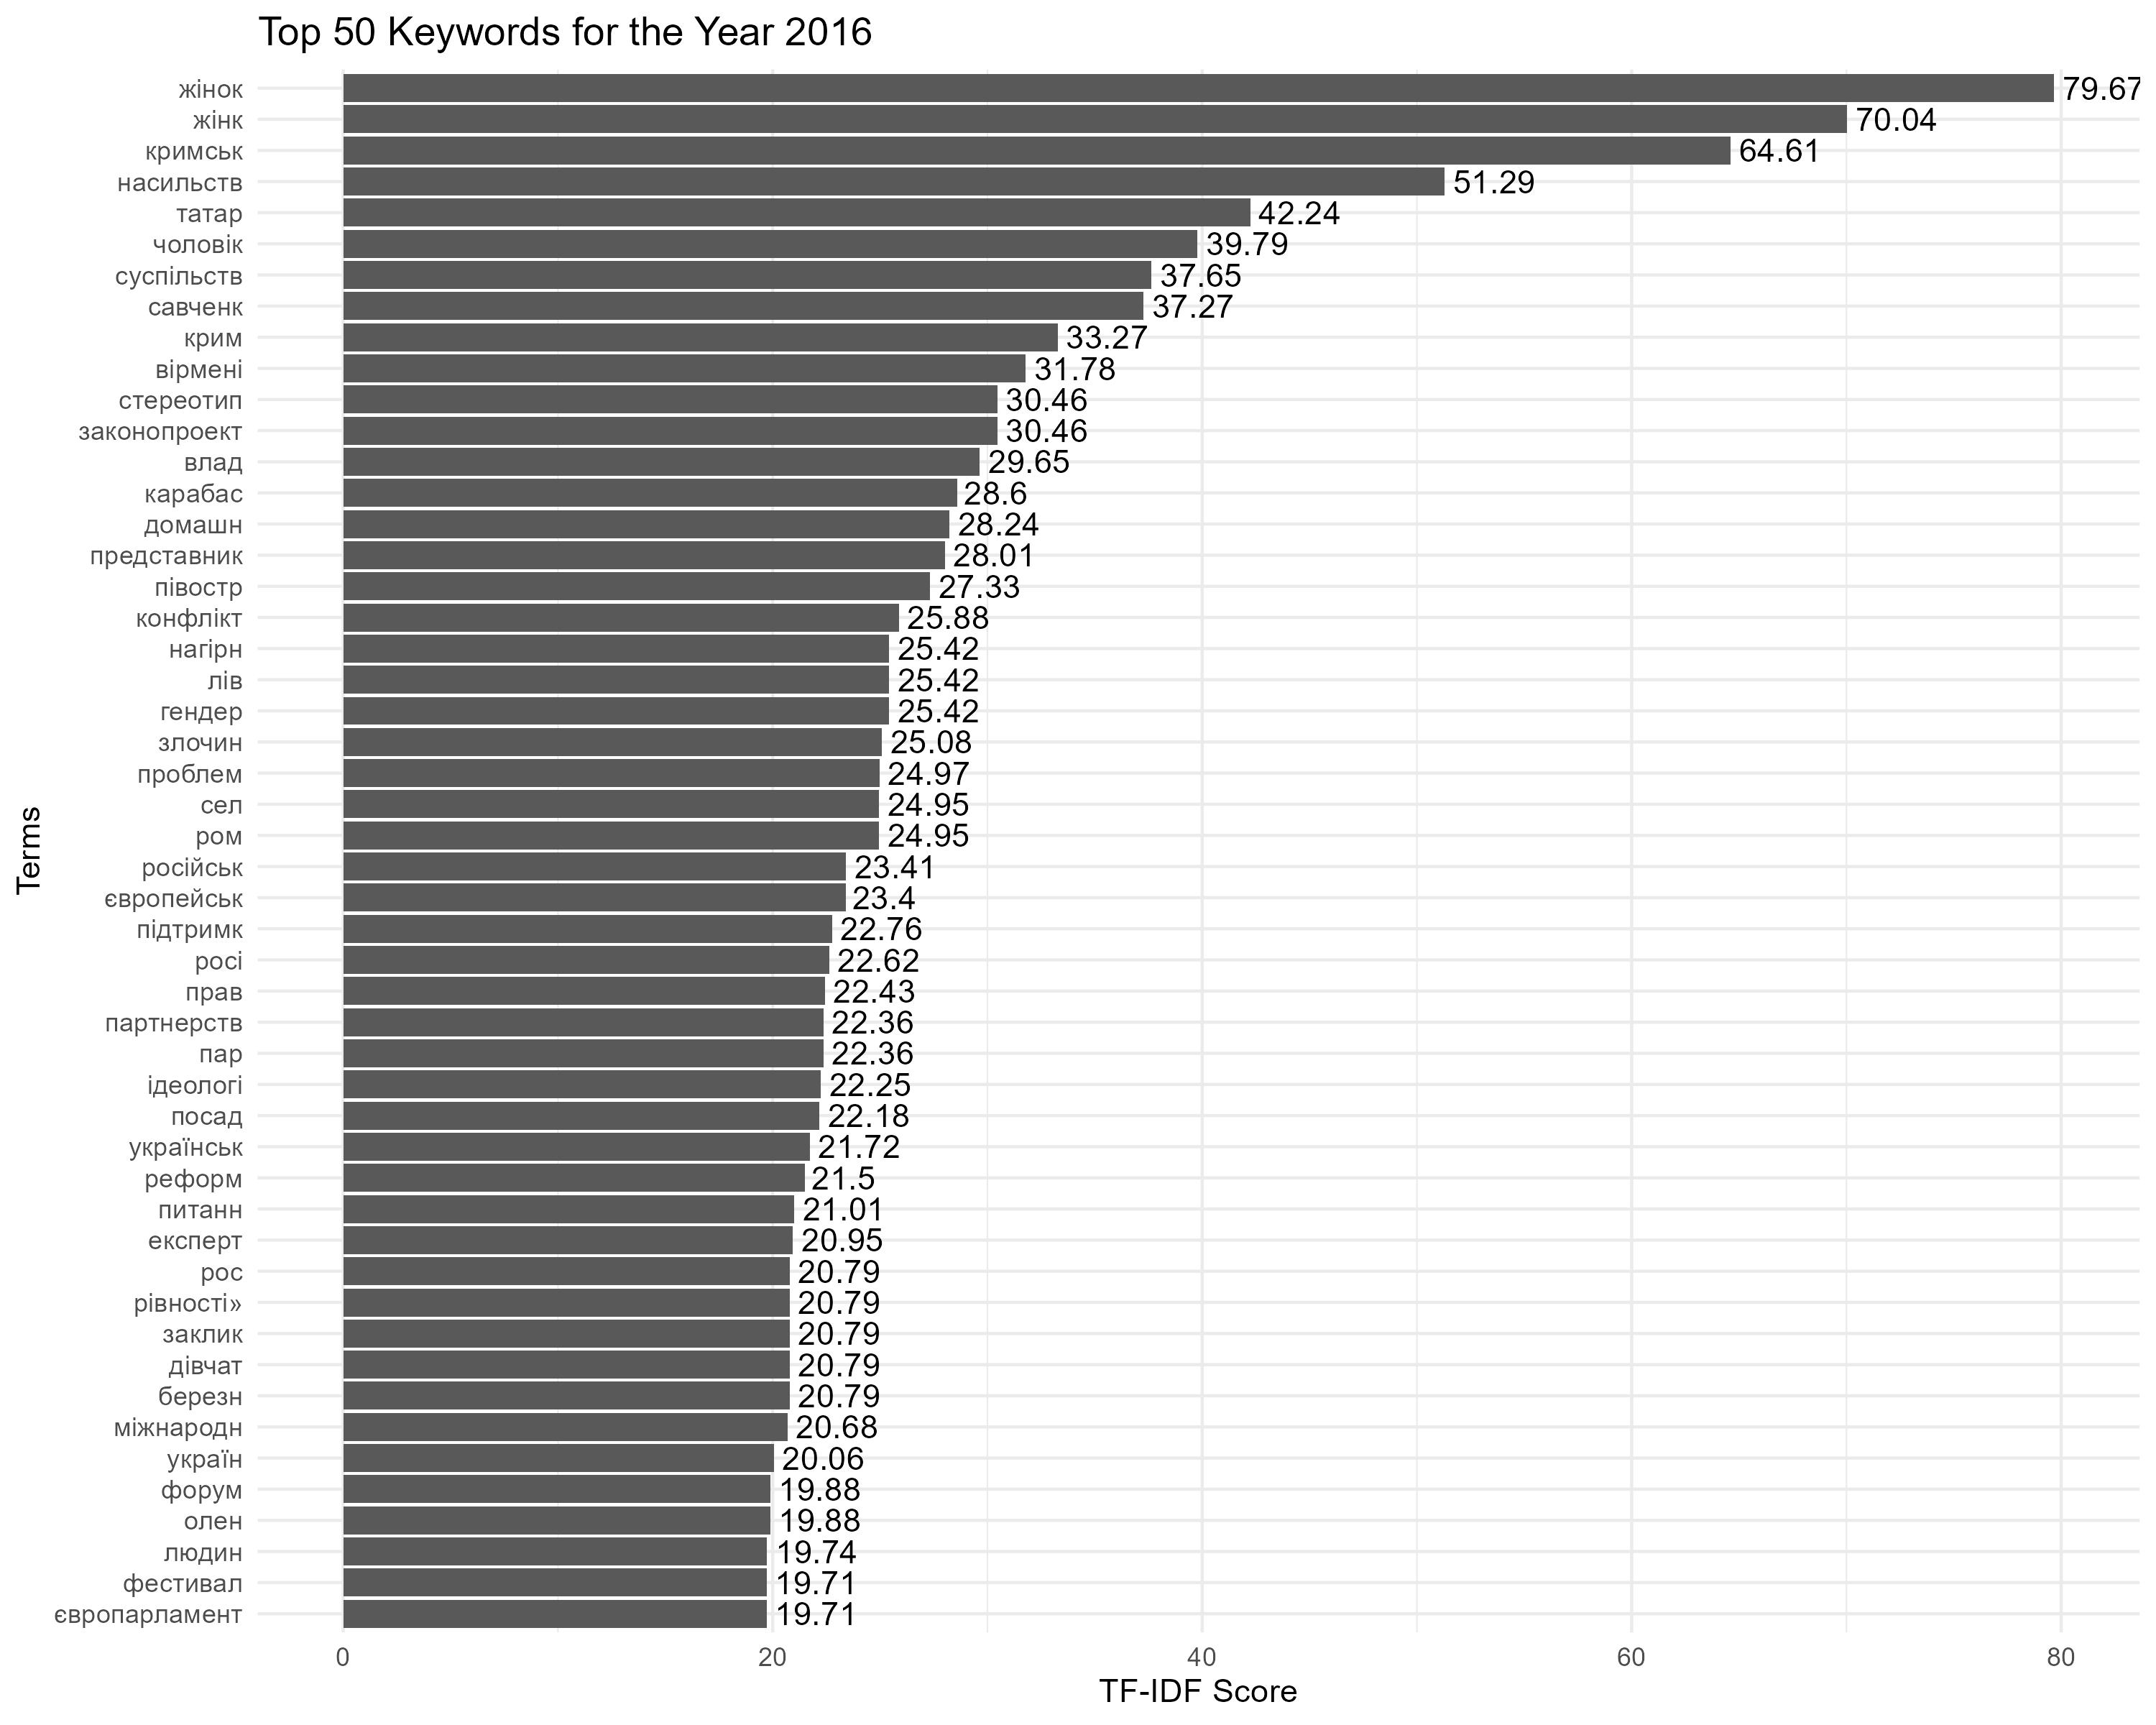 Top 50 Keywords for the Year 2016
жінок 79.67
жінк 70.04
кримськ 64.61
насильств 51.29
татар 42.24
чоловік 39.79
суспільств 37.65
савченк 37.27
крим 33.27
вірмені 31.78
стереотип 30.46
законопроект 30.46
влад 29.65
карабас 28.6
домашн 28.24
представник 28.01
півостр 27.33
конфлікт 25.88
нагірн 25.42
лів 25.42
гендер 25.42
злочин 25.08
проблем 24.97
сел 24.95
ром 24.95
російськ 23.41
європейськ 23.4
підтримк 22.76
росі 22.62
прав 22.43
партнерств 22.36
пар 22.36
ідеологі 22.25
посад 22.18
українськ 21.72
реформ 21.5
питанн 21.01
експерт 20.95
рос 20.79
рівності» 20.79
заклик 20.79
дівчат 20.79
березн 20.79
міжнародн 20.68
україн 20.06
форум 19.88
олен 19.88
людин 19.74
фестивал 19.71
європарламент 19.71
0 20 40 60 80
TF-IDF Score
Terms